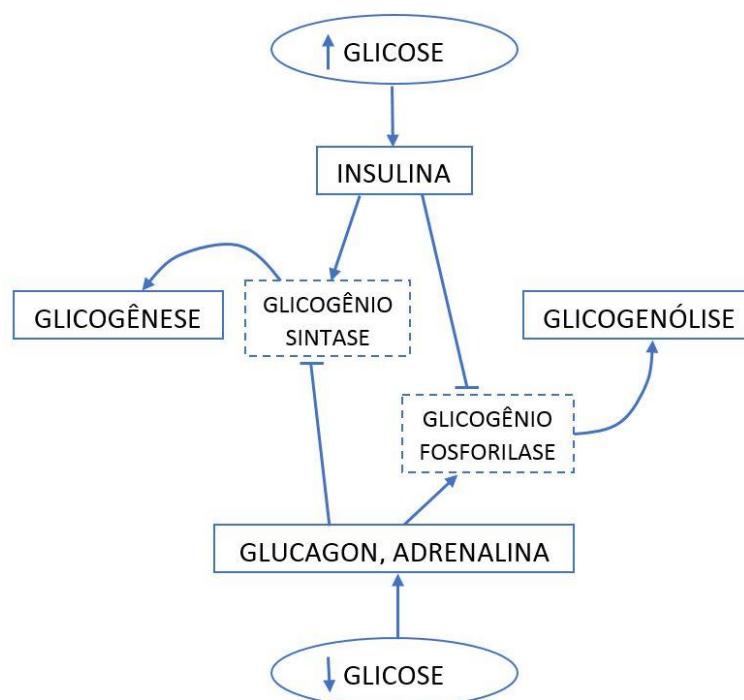 ↑ GLICOSE
INSULINA
GLICOGÊNESE
GLICOGÊNIO
SINTASE
GLICOGENÓLISE
GLICOGÊNIO
FOSFORILASE
GLUCAGON, ADRENALINA
↓ GLICOSE